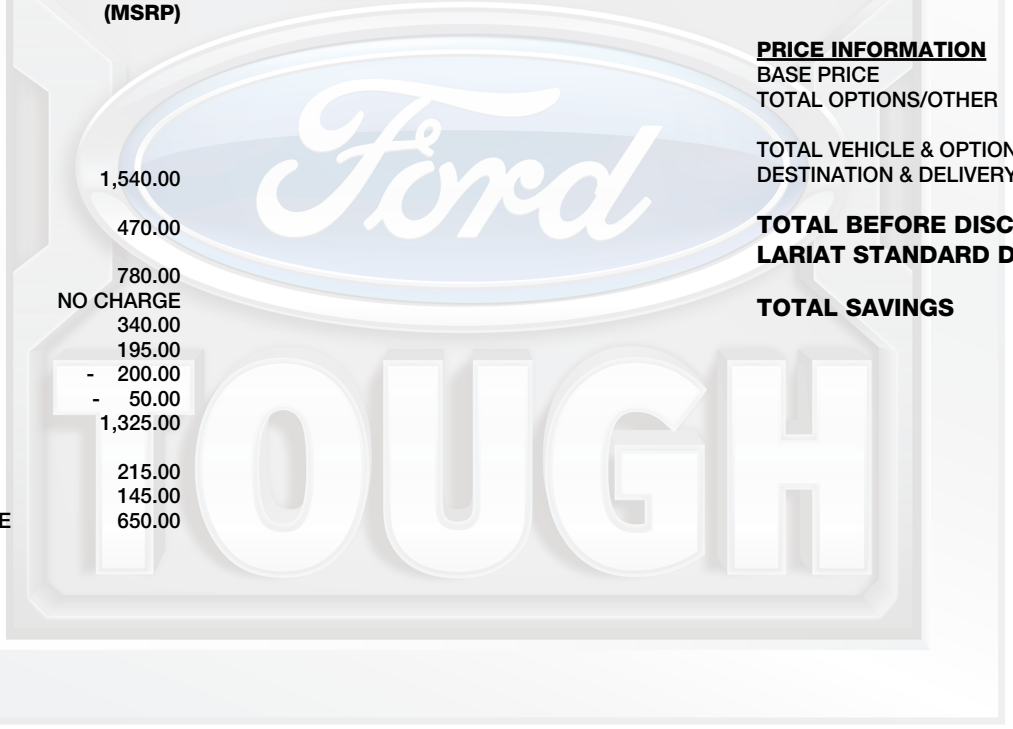 (MSRP)
1,540.00
470.00
780.00
NO CHARGE
340.00
195.00
- 200.00
- 50.00
1,325.00
215.00
145.00
E 650.00
PRICE INFORMATION
BASE PRICE
TOTAL OPTIONS/OTHER
TOTAL VEHICLE & OPTION
DESTINATION & DELIVERY
TOTAL BEFORE DISC
LARIAT STANDARD D
TOTAL SAVINGS
Ford
TOUGH